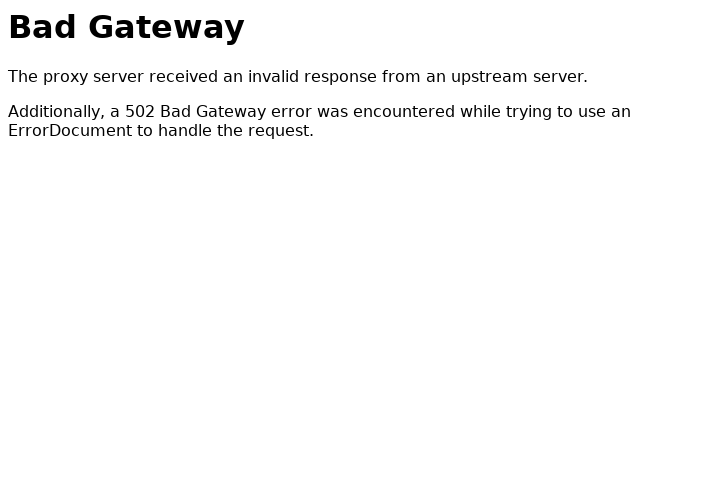 Bad Gateway
The proxy server received an invalid response from an upstream server.
Additionally, a 502 Bad Gateway error was encountered while trying to use an
ErrorDocument to handle the request.